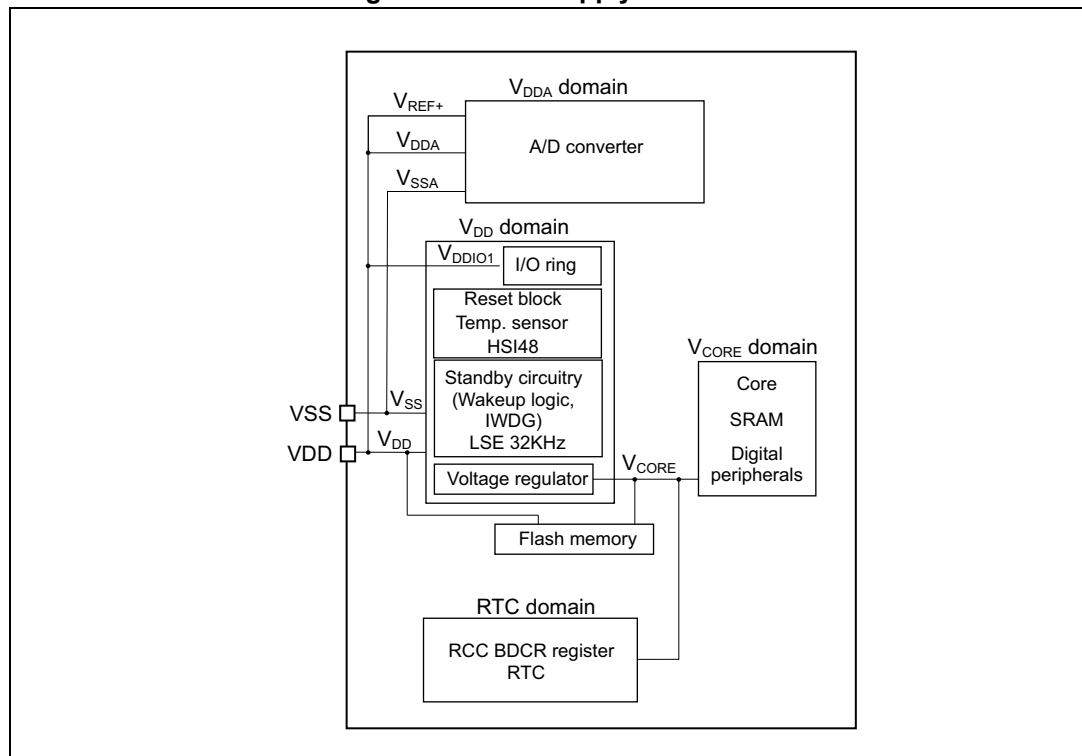 V_DDA domain
V_REF+
V_DDA
A/D converter
V_SSA
V_DD domain
V_DDIO1
I/O ring
Reset block
Temp. sensor
HSI48
V_CORE domain
Standby circuitry
(Wakeup logic,
IWDG)
LSE 32KHz
Core
SRAM
Digital
peripherals
VSS
V_SS
VDD
V_DD
Voltage regulator
V_CORE
Flash memory
RTC domain
RCC BDCR register
RTC